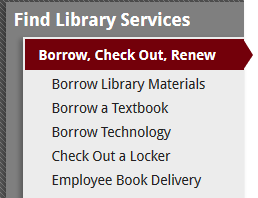 Find Library Services
Borrow, Check Out, Renew
Borrow Library Materials
Borrow a Textbook
Borrow Technology
Check Out a Locker
Employee Book Delivery